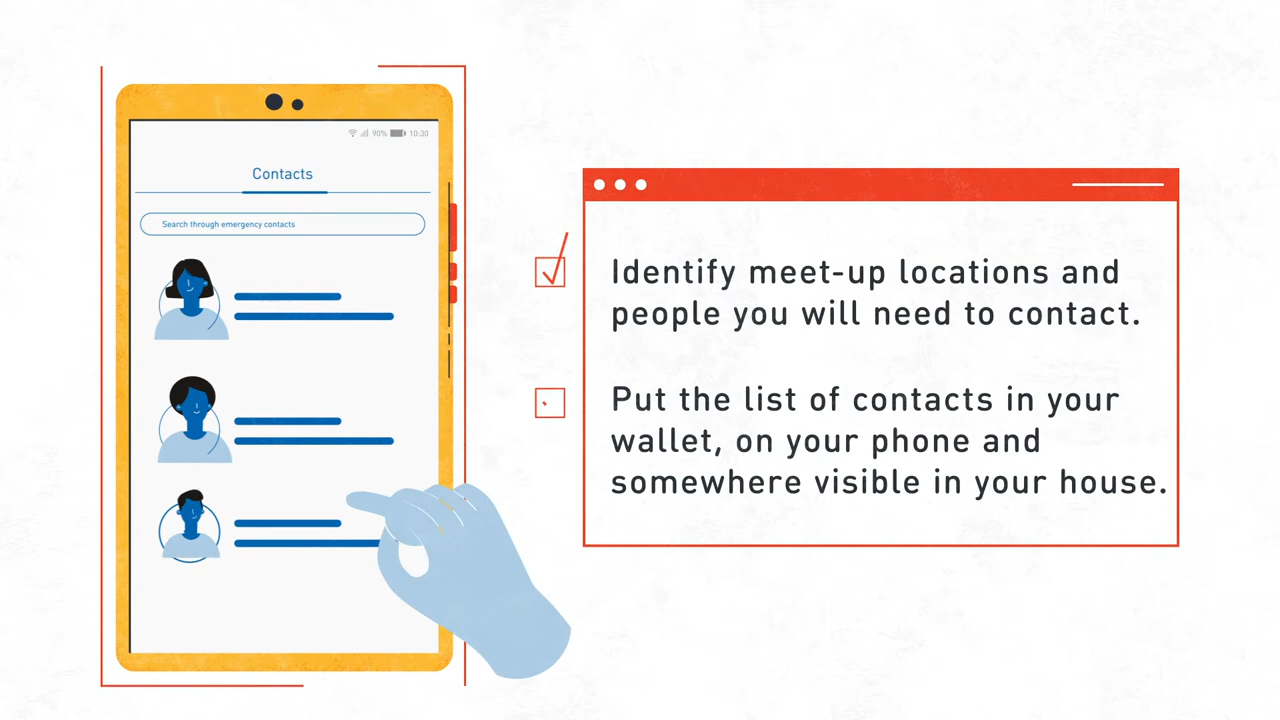 90% 10:30
Contacts
Search through emergency contacts
Identify meet-up locations and
people you will need to contact.
Put the list of contacts in your
wallet, on your phone and
somewhere visible in your house.